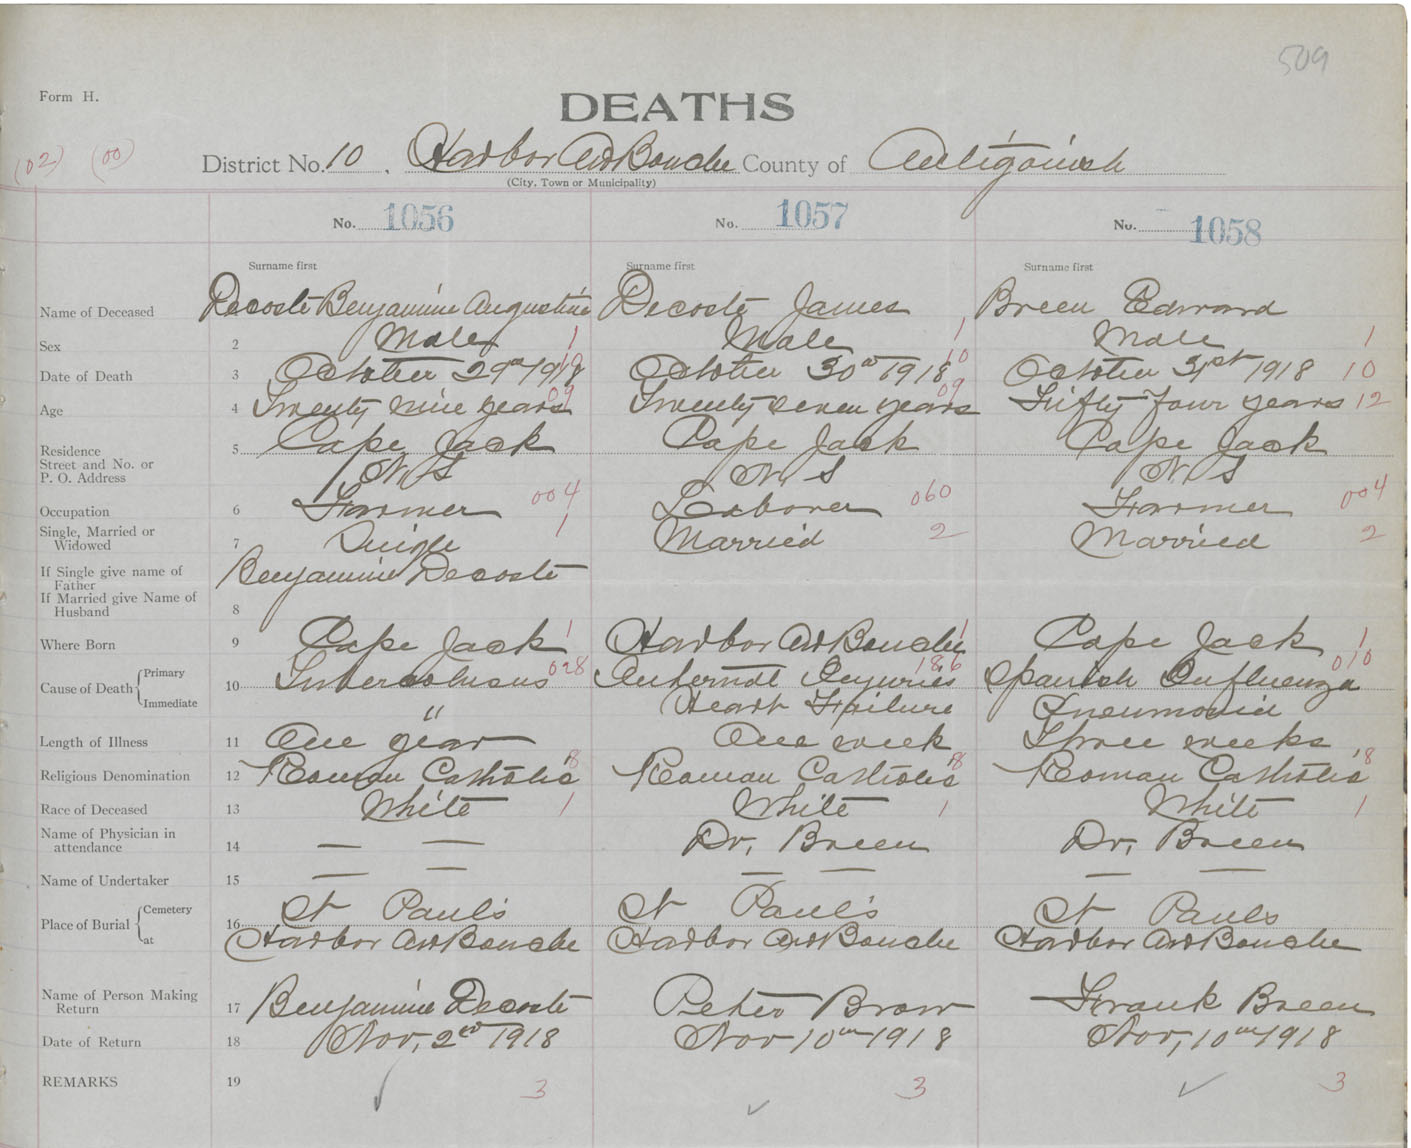 509
Form H.
DEATHS
(02) (00)
District No. 10, Harbor Au Bouche County of Antigonish
(City, Town or Municipality)
No. 1056 No. 1057 No. 1058
Surname first Surname first Surname first
Name of Deceased Decoste Benjamine Augustine Decoste James Breen Edward
Sex 2 Male 1 Male 1 Male 1
Date of Death 3 October 29th 1918 10 October 30th 1918 10 October 31st 1918 10
Age 4 Twenty nine years 09 Twenty seven years 09 Fifty four years 12
Residence 5 Cape Jack Cape Jack Cape Jack
Street and No. or
P. O. Address N S N S N S
Occupation 6 Farmer 004 Laborer 060 Farmer 004
Single, Married or
Widowed 7 Single 1 Married 2 Married 2
If Single give name of
Father Benjamine Decoste
If Married give Name of
Husband 8
Where Born 9 Cape Jack 1 Harbor Au Bouche 1 Cape Jack 1
Cause of Death Primary 10 Tuberculosus 028 Internal Injuries 186 Spanish Influenza 010
Immediate " Heart Failure Pneumonia
Length of Illness 11 One year One week Three weeks
Religious Denomination 12 Roman Catholic 8 Roman Catholic 8 Roman Catholic 8
Race of Deceased 13 White 1 White 1 White 1
Name of Physician in
attendance 14 — — Dr. Breen Dr. Breen
Name of Undertaker 15 — — — — — —
Place of Burial Cemetery 16 St Paul's St Paul's St Pauls
at Harbor Au Bouche Harbor Au Bouche Harbor Au Bouche
Name of Person Making
Return 17 Benjamine Decoste Peter Brow Frank Breen
Date of Return 18 Nov. 2nd 1918 Nov 10th 1918 Nov, 10th 1918
REMARKS 19 ✓ 3 ✓ 3 ✓ 3